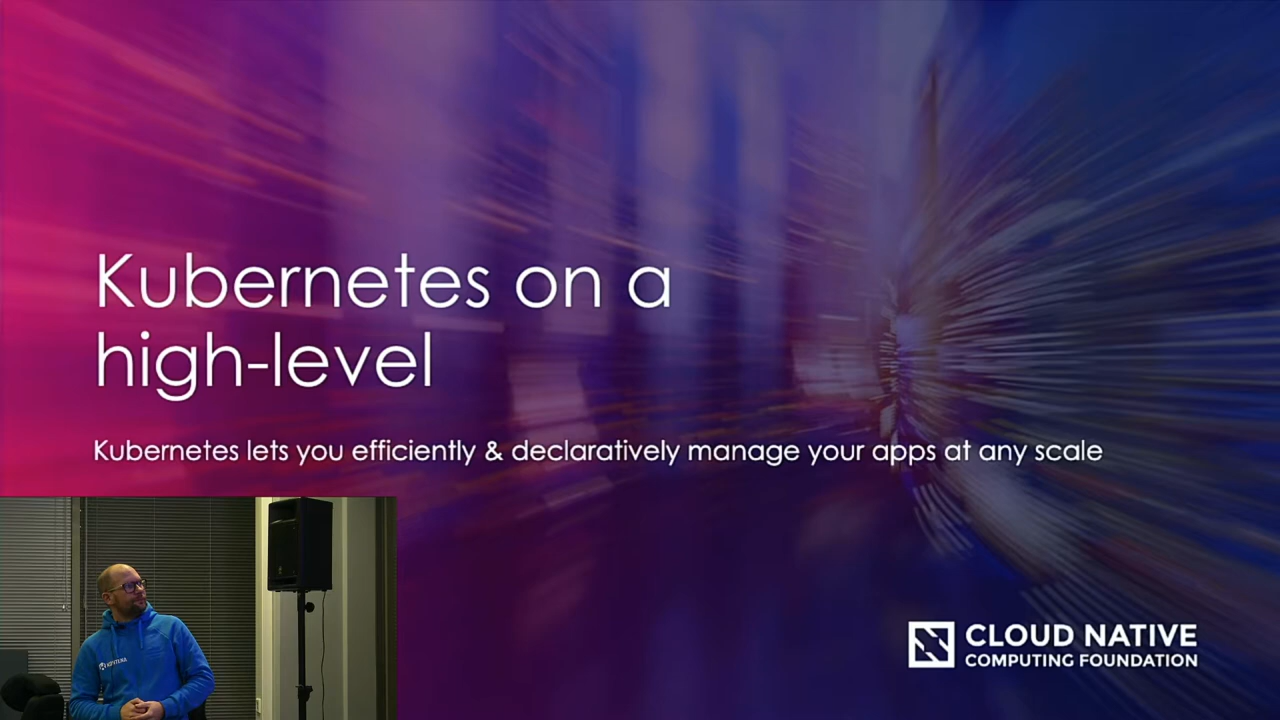 Kubernetes on a
high-level
Kubernetes lets you efficiently & declaratively manage your apps at any scale
CLOUD NATIVE
COMPUTING FOUNDATION